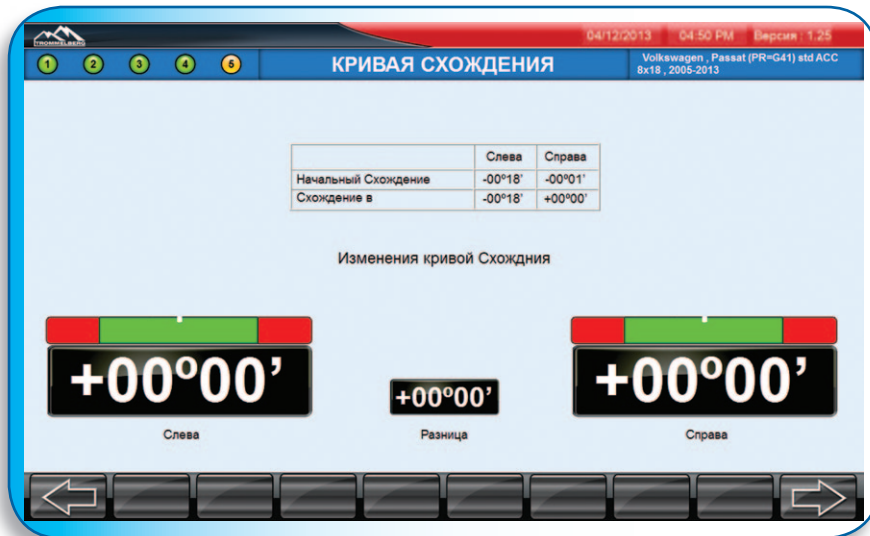 TROMMELBERG
04/12/2013 04:50 PM Версия : 1.25
1 2 3 4 5
КРИВАЯ СХОЖДЕНИЯ
Volkswagen , Passat (PR=G41) std ACC
8x18 , 2005-2013
Слева Справа
Начальный Схождение -00º18’ -00º01’
Схождение в -00º18’ +00º00’
Изменения кривой Схождния
+00º00’ +00º00’ +00º00’
Слева Разница Справа